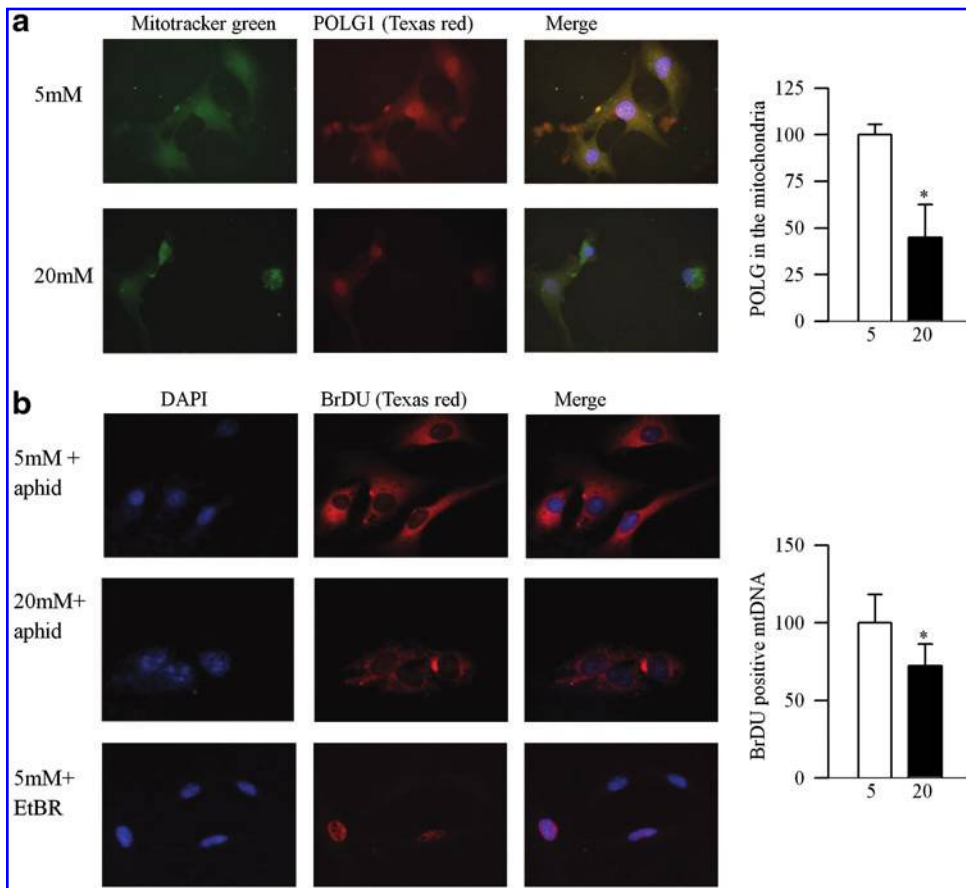 a
Mitotracker green
POLG1 (Texas red)
Merge
5mM
20mM
POLG in the mitochondria
125
100
75
50
25
0
*
5
20
b
DAPI
BrDU (Texas red)
Merge
5mM +
aphid
20mM+
aphid
5mM+
EtBR
BrDU positive mtDNA
150
100
50
0
*
5
20